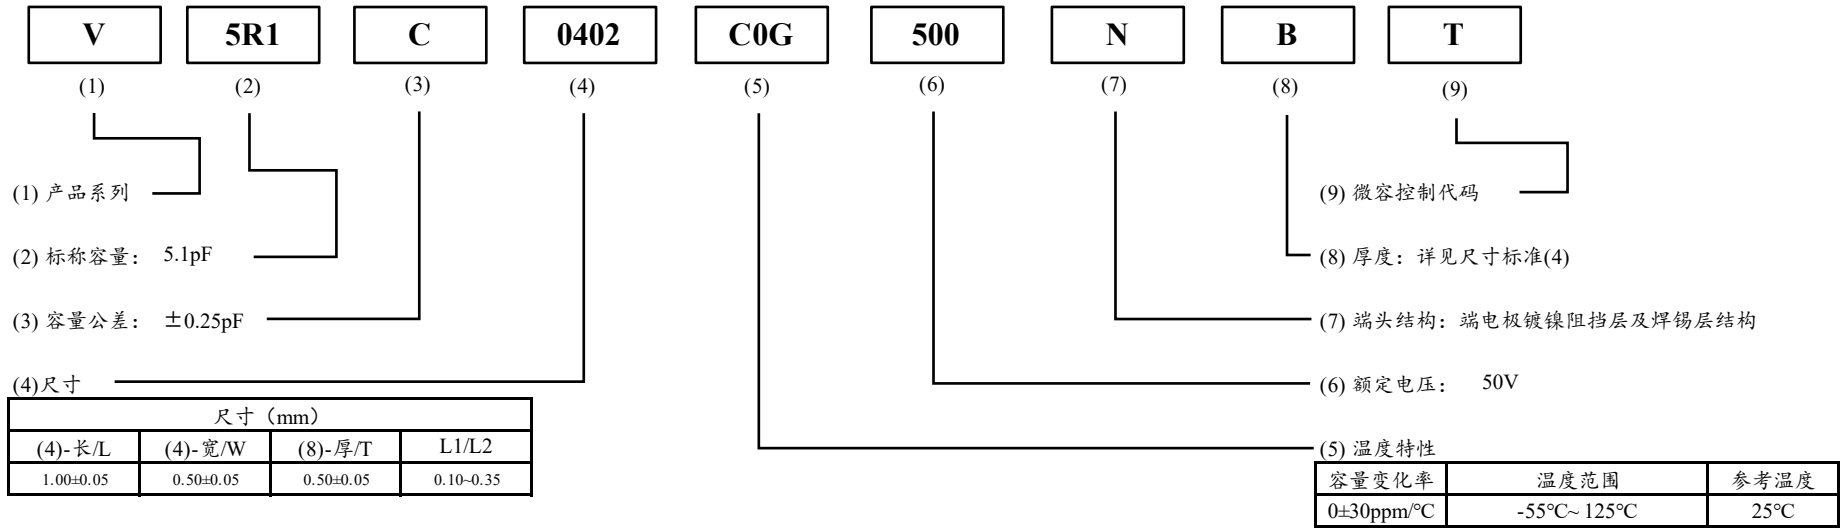 V 5R1 C 0402 C0G 500 N B T
(1) (2) (3) (4) (5) (6) (7) (8) (9)
(1) 产品系列
(9) 微容控制代码
(2) 标称容量： 5.1pF
(8) 厚度：详见尺寸标准(4)
(3) 容量公差： ±0.25pF
(7) 端头结构：端电极镀镍阻挡层及焊锡层结构
(4)尺寸
(6) 额定电压： 50V
尺寸（mm）
(4)-长/L (4)-宽/W (8)-厚/T L1/L2
1.00±0.05 0.50±0.05 0.50±0.05 0.10~0.35
(5) 温度特性
容量变化率 温度范围 参考温度
0±30ppm/℃ -55℃~ 125℃ 25℃